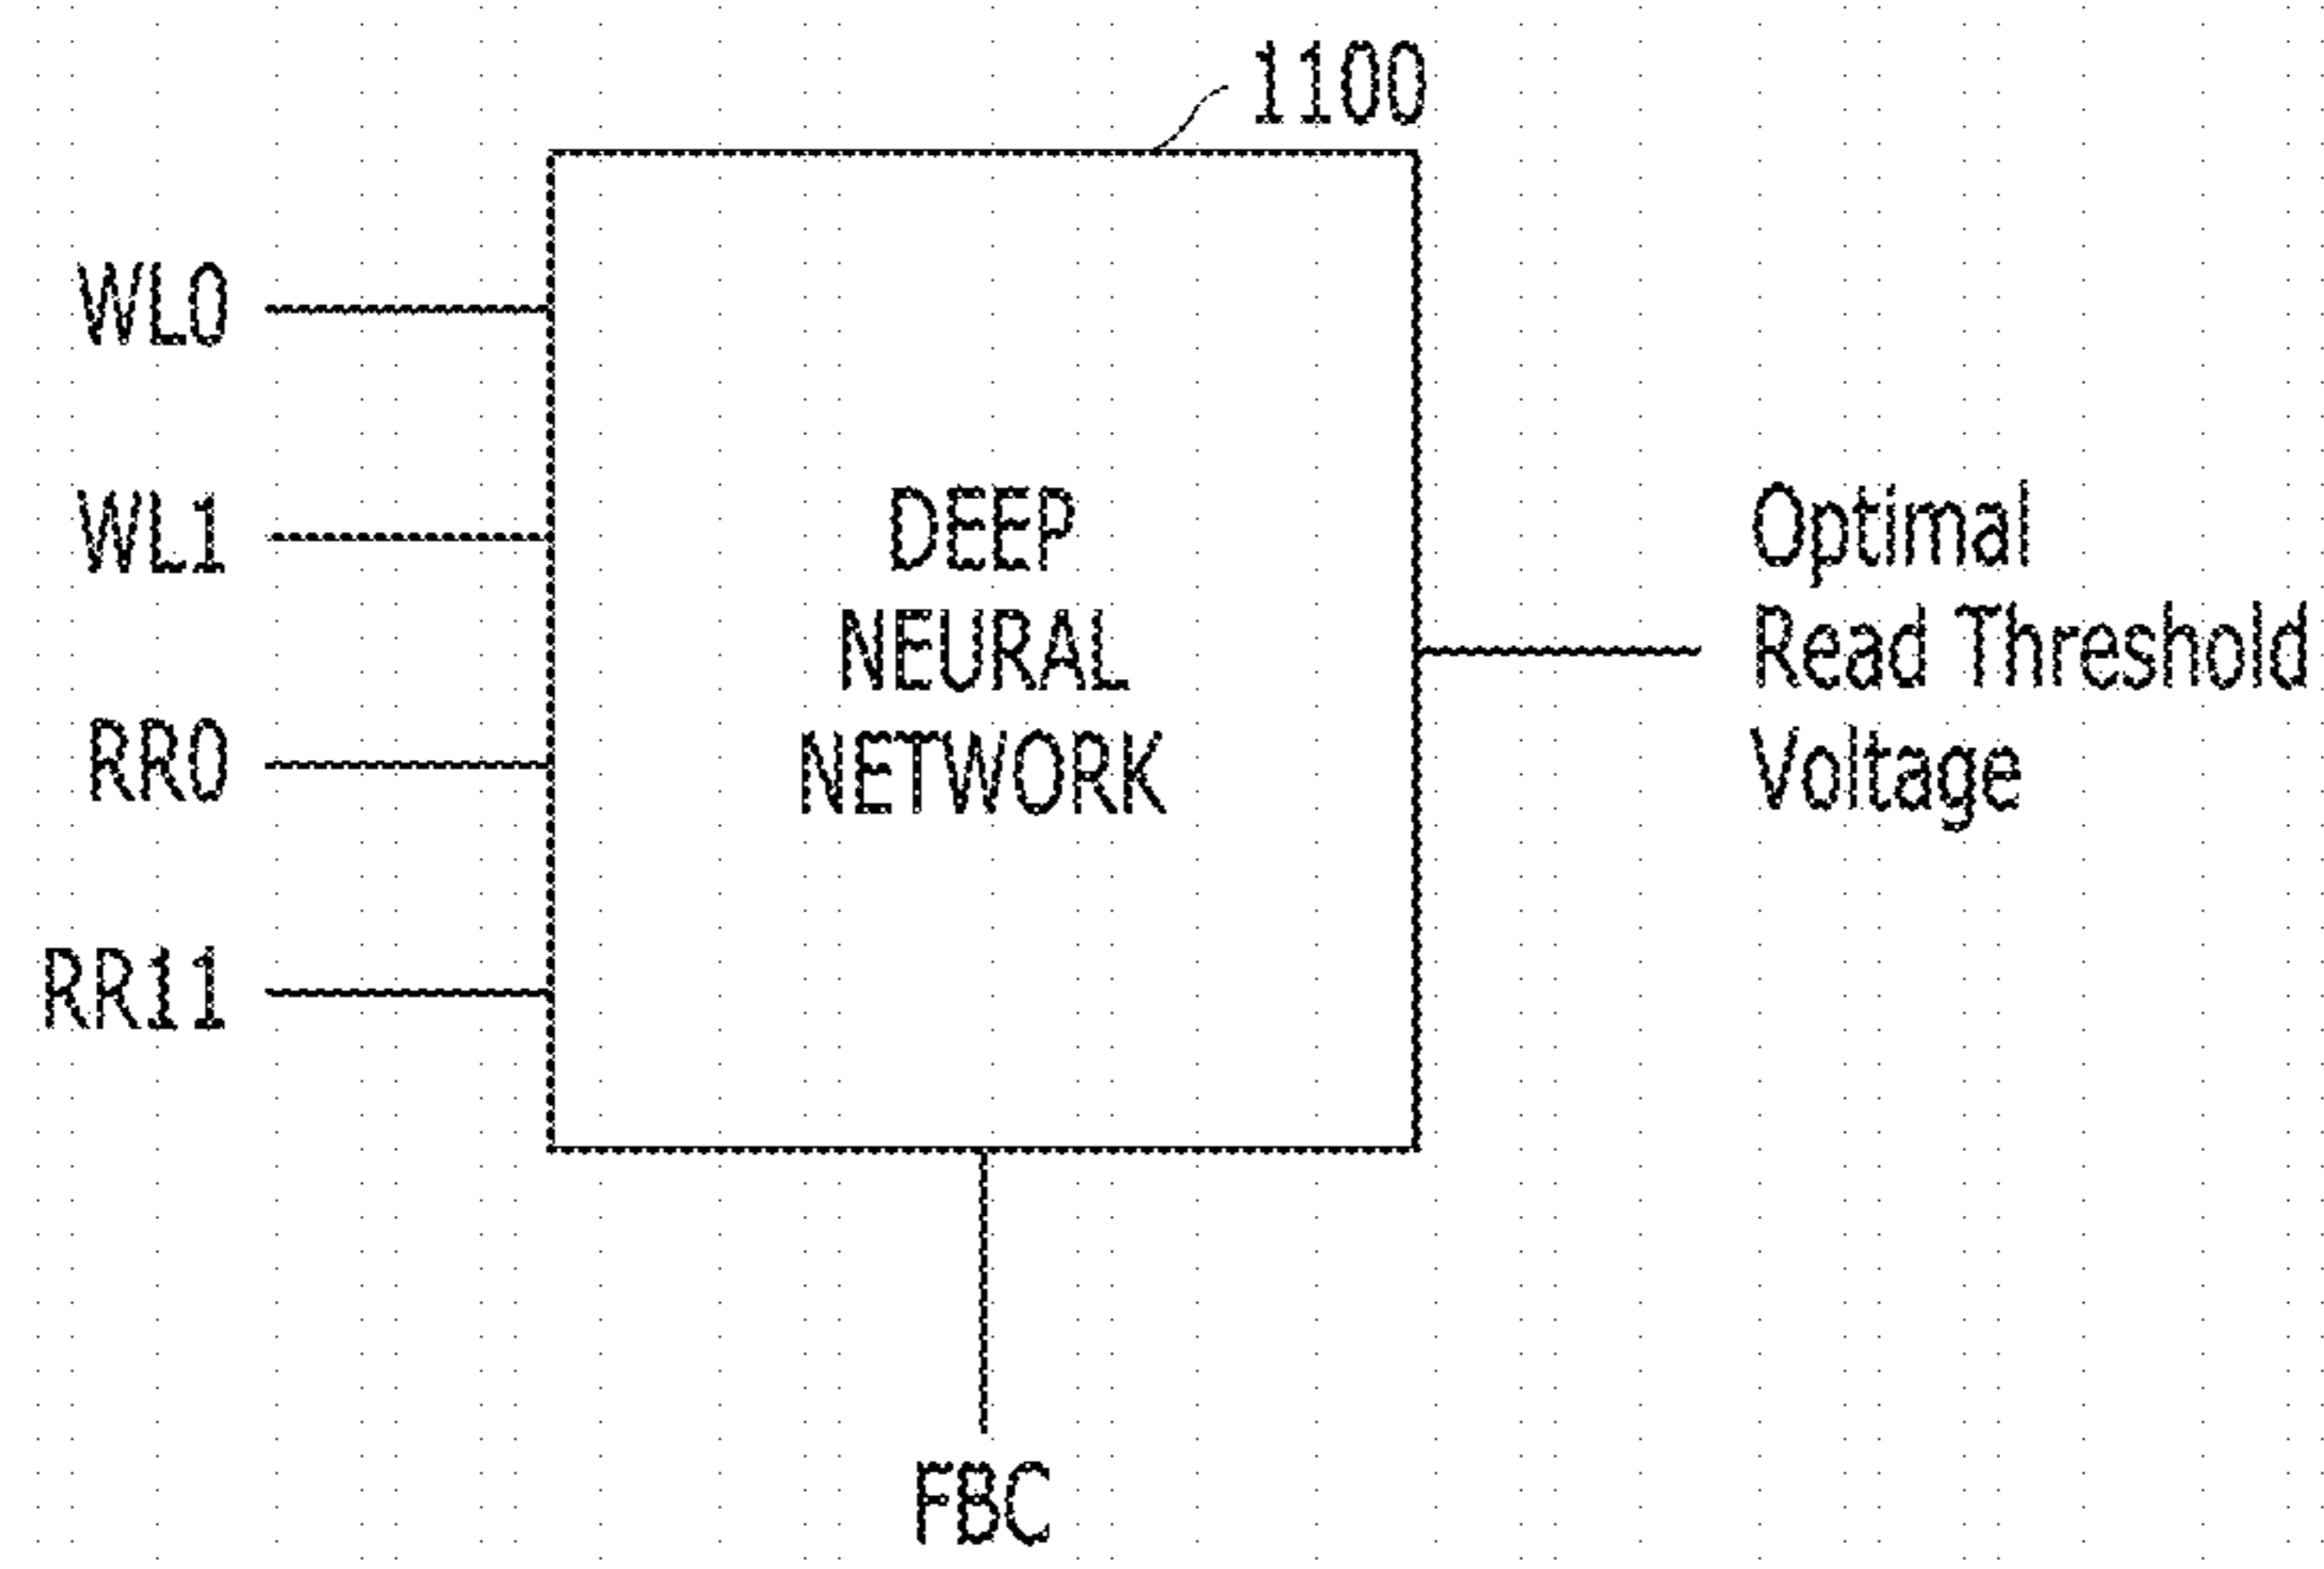 1100
WL0
WL1
RR0
RR11
DEEP
NEURAL
NETWORK
Optimal
Read Threshold
Voltage
FBC